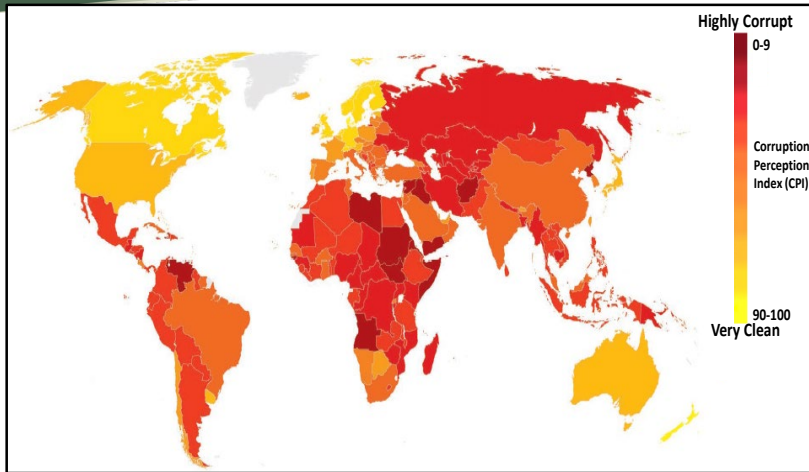 Highly Corrupt
0-9
Corruption
Perception
Index (CPI)
90-100
Very Clean